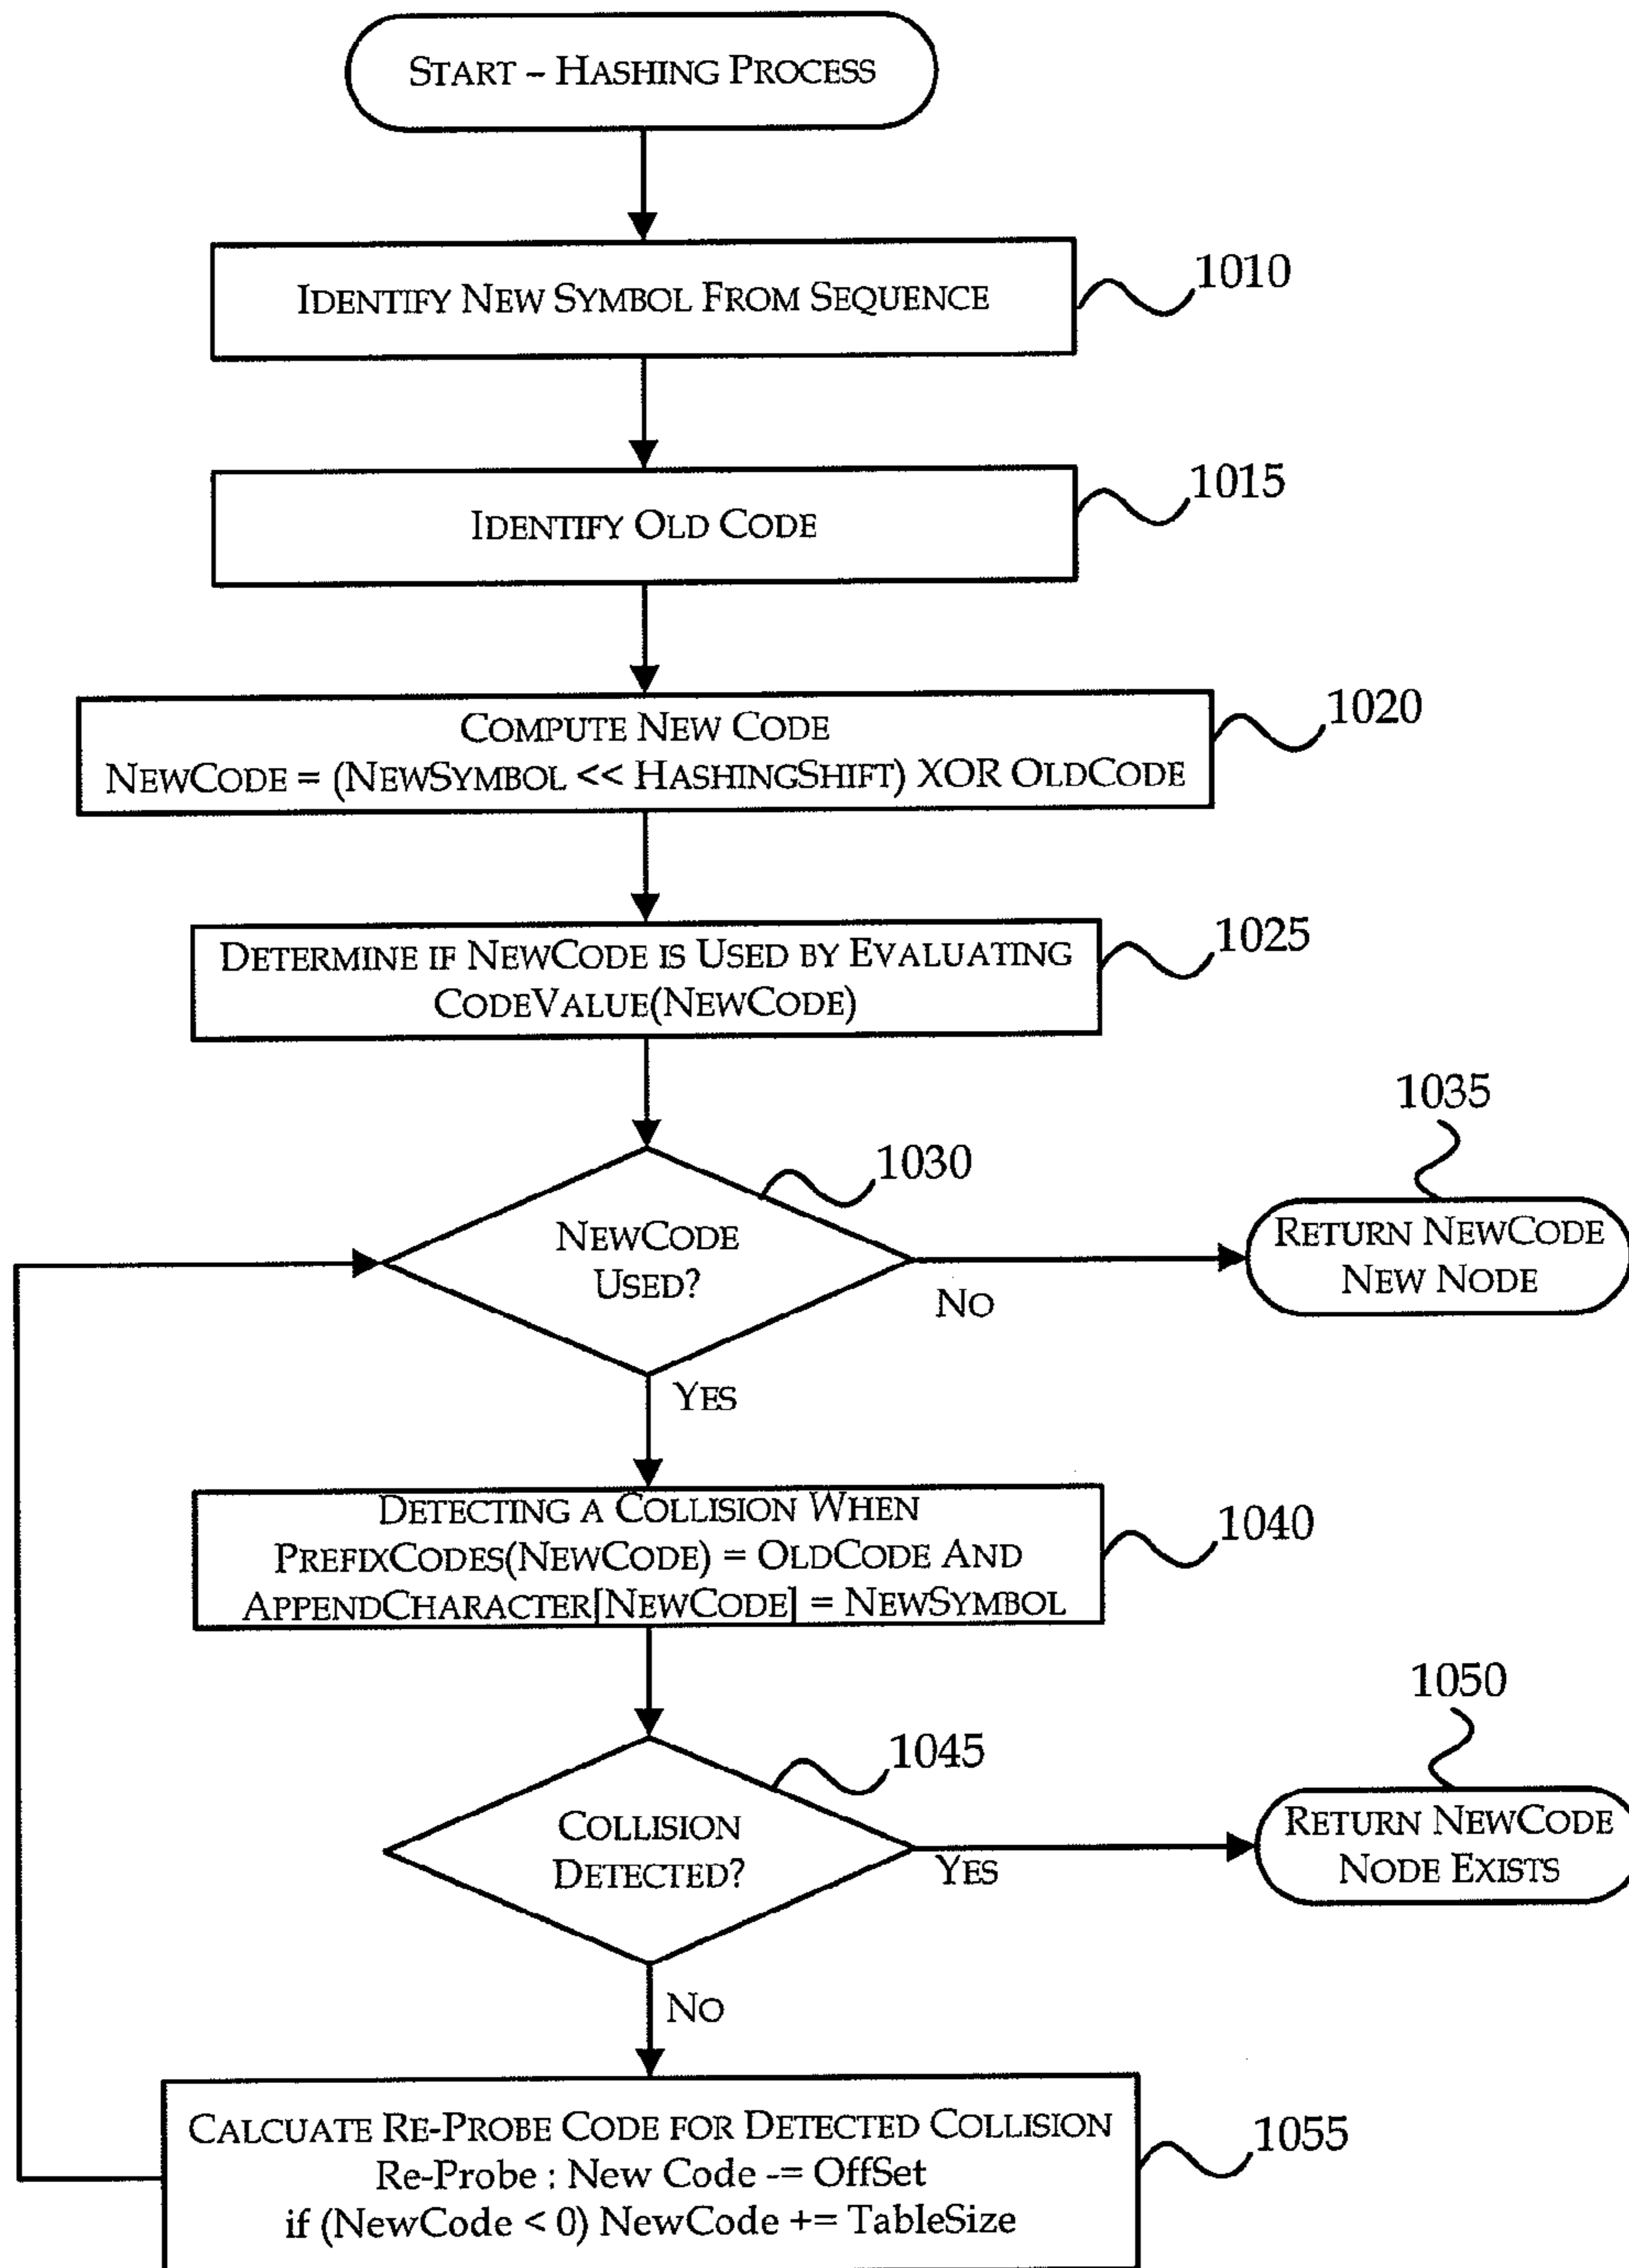 START – HASHING PROCESS
IDENTIFY NEW SYMBOL FROM SEQUENCE
1010
IDENTIFY OLD CODE
1015
COMPUTE NEW CODE
NEWCODE = (NEWSYMBOL << HASHINGSHIFT) XOR OLDCODE
1020
DETERMINE IF NEWCODE IS USED BY EVALUATING
CODEVALUE(NEWCODE)
1025
NEWCODE
USED?
1030
NO
RETURN NEWCODE
NEW NODE
1035
YES
DETECTING A COLLISION WHEN
PREFIXCODES(NEWCODE) = OLDCODE AND
APPENDCHARACTER[NEWCODE] = NEWSYMBOL
1040
COLLISION
DETECTED?
1045
YES
RETURN NEWCODE
NODE EXISTS
1050
NO
CALCUATE RE-PROBE CODE FOR DETECTED COLLISION
Re-Probe : New Code -= OffSet
if (NewCode < 0) NewCode += TableSize
1055